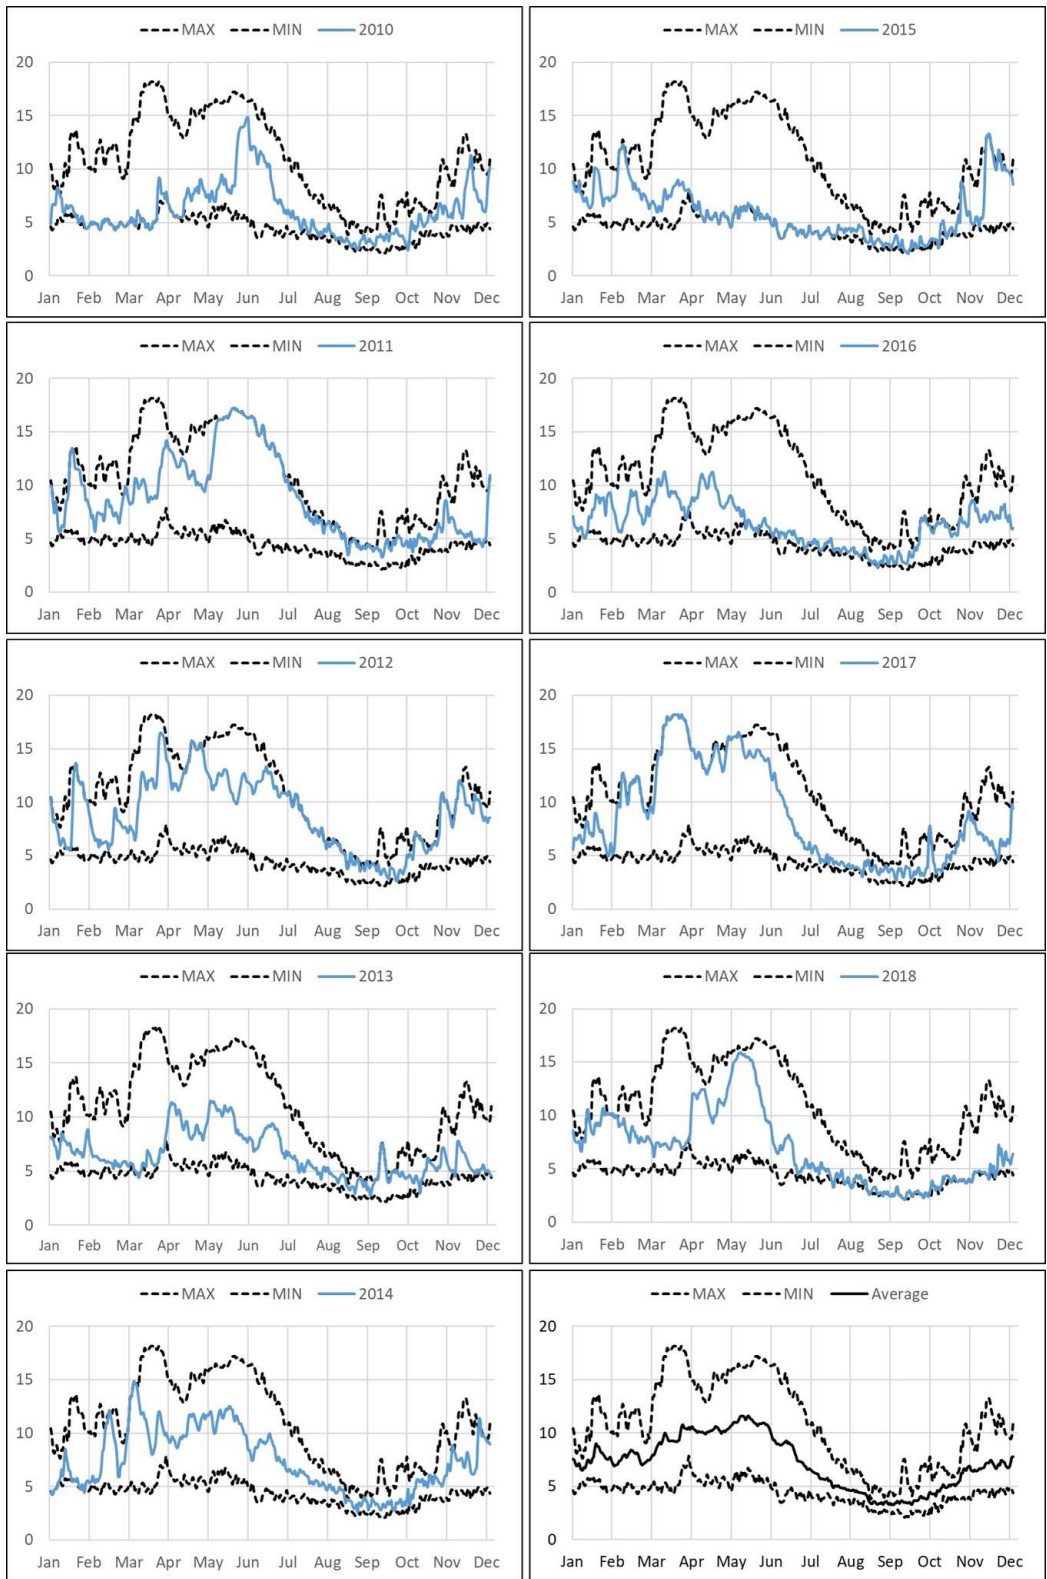 MAX MIN 2010
20
15
10
5
0
Jan Feb Mar Apr May Jun Jul Aug Sep Oct Nov Dec
MAX MIN 2015
20
15
10
5
0
Jan Feb Mar Apr May Jun Jul Aug Sep Oct Nov Dec
MAX MIN 2011
20
15
10
5
0
Jan Feb Mar Apr May Jun Jul Aug Sep Oct Nov Dec
MAX MIN 2016
20
15
10
5
0
Jan Feb Mar Apr May Jun Jul Aug Sep Oct Nov Dec
MAX MIN 2012
20
15
10
5
0
Jan Feb Mar Apr May Jun Jul Aug Sep Oct Nov Dec
MAX MIN 2017
20
15
10
5
0
Jan Feb Mar Apr May Jun Jul Aug Sep Oct Nov Dec
MAX MIN 2013
20
15
10
5
0
Jan Feb Mar Apr May Jun Jul Aug Sep Oct Nov Dec
MAX MIN 2018
20
15
10
5
0
Jan Feb Mar Apr May Jun Jul Aug Sep Oct Nov Dec
MAX MIN 2014
20
15
10
5
0
Jan Feb Mar Apr May Jun Jul Aug Sep Oct Nov Dec
MAX MIN Average
20
15
10
5
0
Jan Feb Mar Apr May Jun Jul Aug Sep Oct Nov Dec